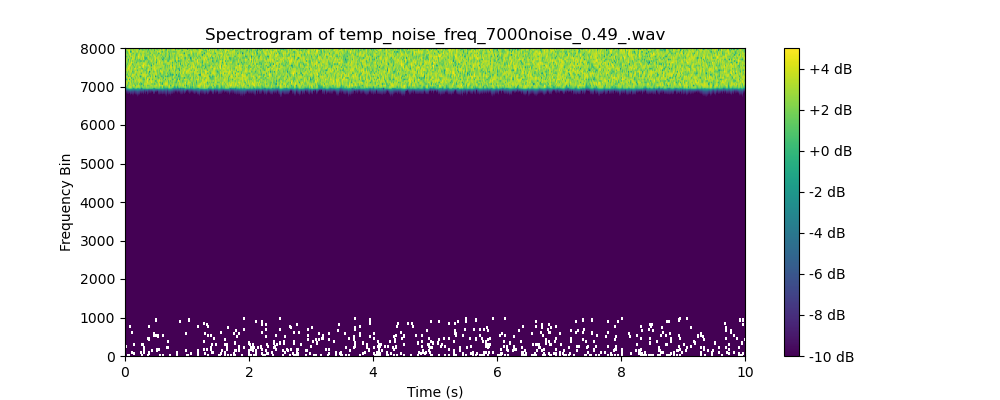 Spectrogram of temp_noise_freq_7000noise_0.49_.wav
8000
7000
6000
5000
4000
3000
2000
1000
0
Frequency Bin
0
2
4
6
8
10
Time (s)
+4 dB
+2 dB
+0 dB
-2 dB
-4 dB
-6 dB
-8 dB
-10 dB